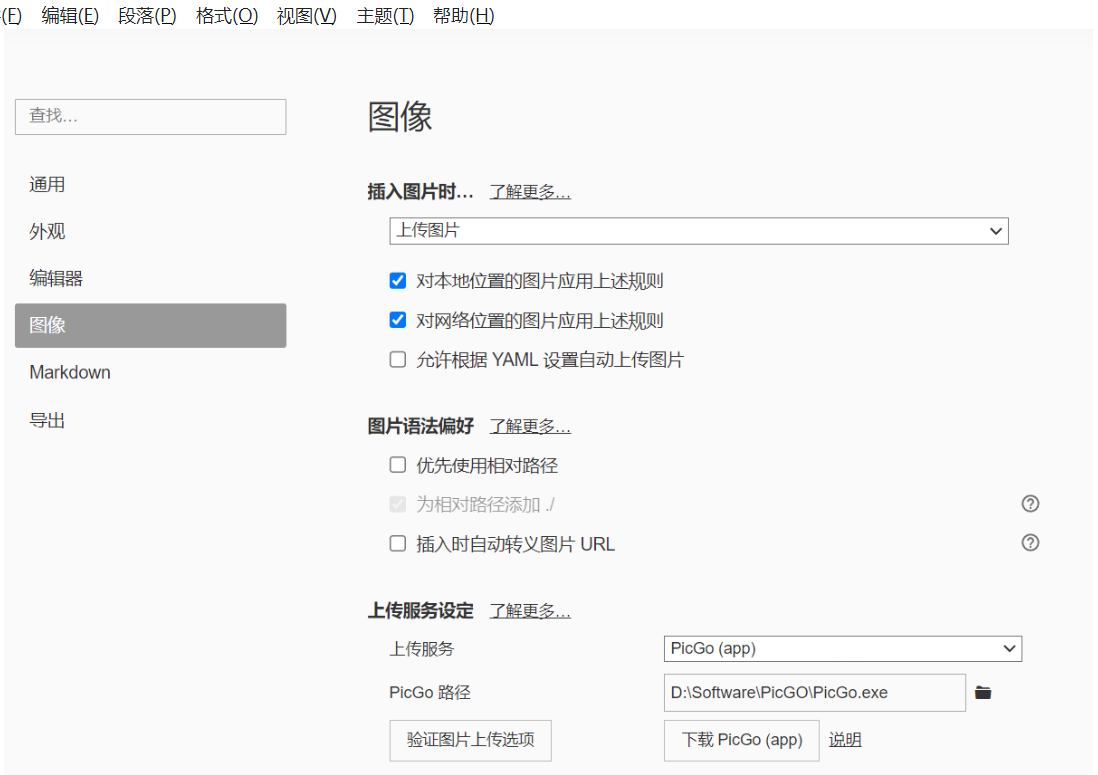 (F) 编辑(E) 段落(P) 格式(O) 视图(V) 主题(T) 帮助(H)
查找...
通用
外观
编辑器
图像
Markdown
导出
图像
插入图片时... 了解更多...
上传图片
对本地位置的图片应用上述规则
对网络位置的图片应用上述规则
允许根据 YAML 设置自动上传图片
图片语法偏好 了解更多...
优先使用相对路径
为相对路径添加 ./
插入时自动转义图片 URL
上传服务设定 了解更多...
上传服务 PicGo (app)
PicGo 路径 D:\Software\PicGO\PicGo.exe
验证图片上传选项 下载 PicGo (app) 说明